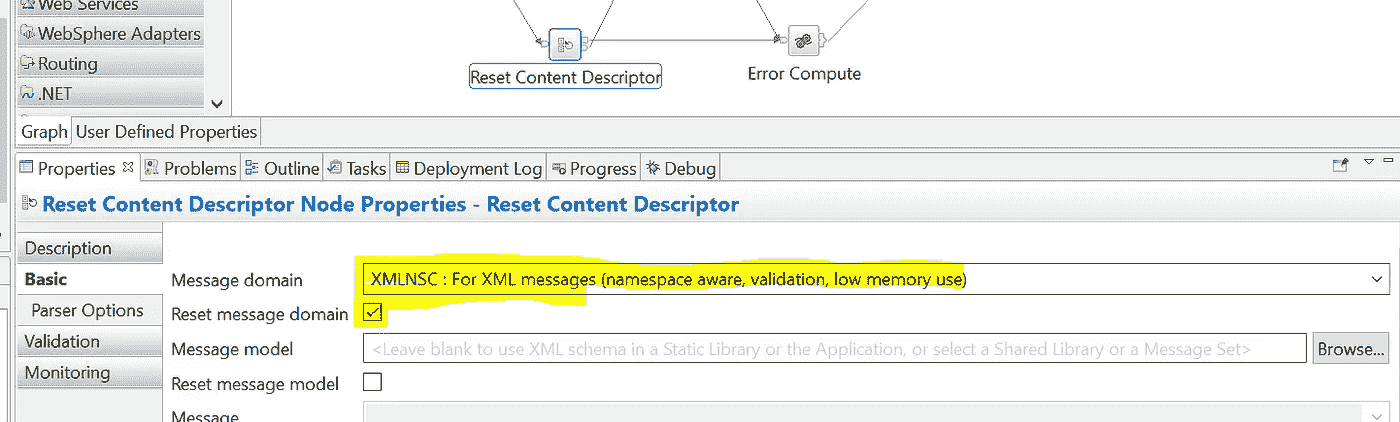 Web Services
WebSphere Adapters
Routing
.NET
Reset Content Descriptor
Error Compute
Graph User Defined Properties
Properties Problems Outline Tasks Deployment Log Progress Debug
Reset Content Descriptor Node Properties - Reset Content Descriptor
Description
Basic
Parser Options
Validation
Monitoring
Message domain XMLNSC : For XML messages (namespace aware, validation, low memory use)
Reset message domain
Message model <Leave blank to use XML schema in a Static Library or the Application, or select a Shared Library or a Message Set> Browse...
Reset message model
Message